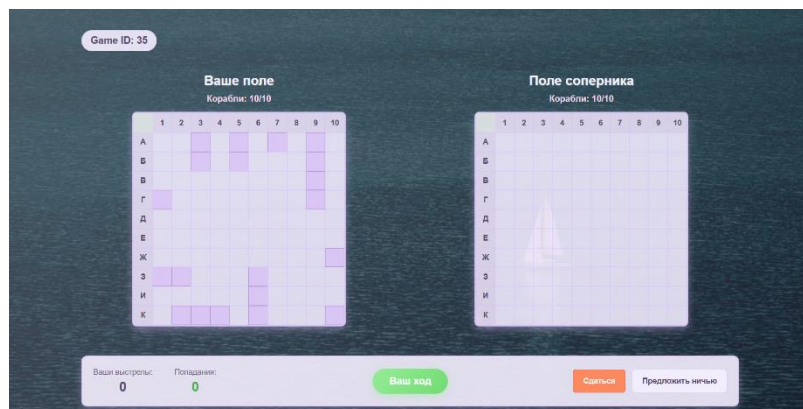 Game ID: 35
Ваше поле
Корабли: 10/10
1 2 3 4 5 6 7 8 9 10
А
Б
В
Г
Д
Е
Ж
З
И
К
Поле соперника
Корабли: 10/10
1 2 3 4 5 6 7 8 9 10
А
Б
В
Г
Д
Е
Ж
З
И
К
Ваши выстрелы:
0
Попадания:
0
Ваш ход
Сдаться
Предложить ничью